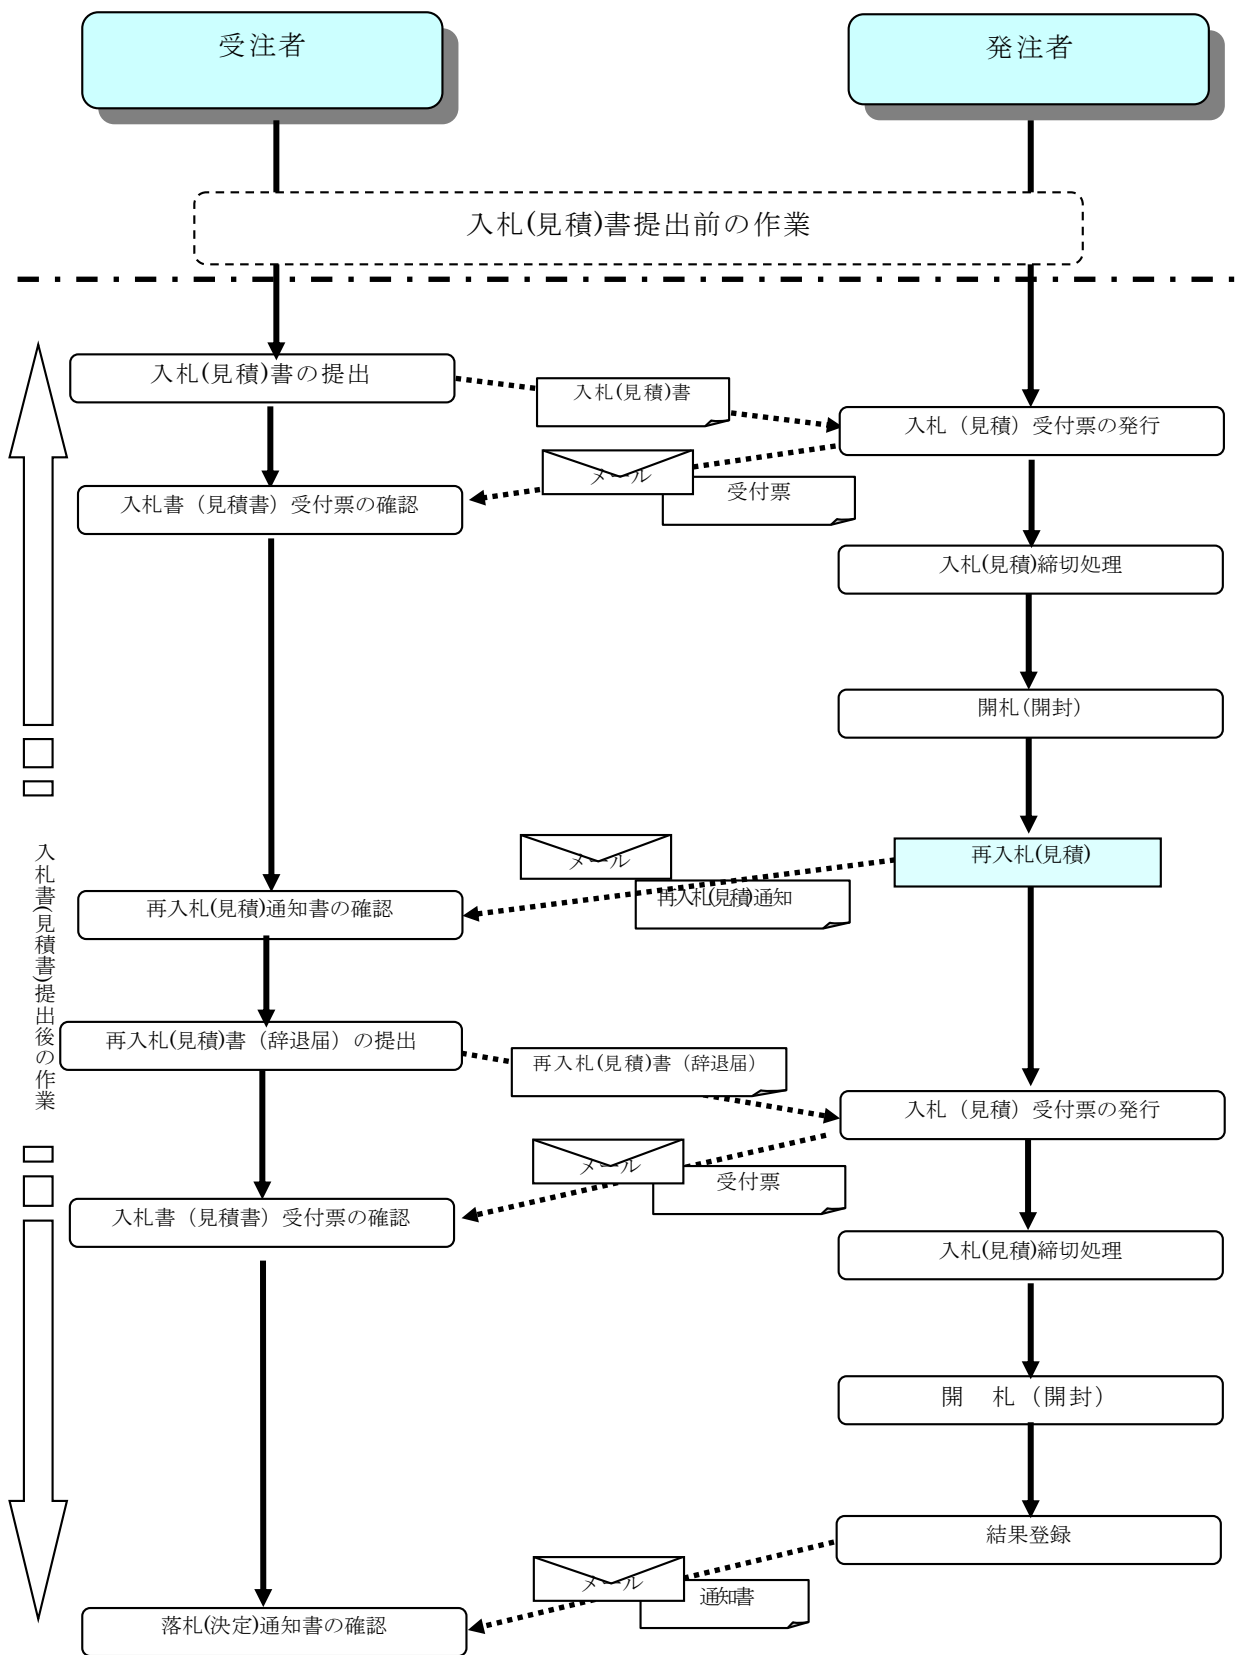 受注者
発注者
入札(見積)書提出前の作業
入札(見積)書の提出
入札(見積)書
入札（見積）受付票の発行
メール
受付票
入札書（見積書）受付票の確認
入札(見積)締切処理
開札(開封)
再入札(見積)
メール
再入札(見積)通知
再入札(見積)通知書の確認
入札書(見積書)提出後の作業
再入札(見積)書（辞退届）の提出
再入札(見積)書（辞退届）
入札（見積）受付票の発行
メール
受付票
入札書（見積書）受付票の確認
入札(見積)締切処理
開　札（開封）
結果登録
メール
通知書
落札(決定)通知書の確認